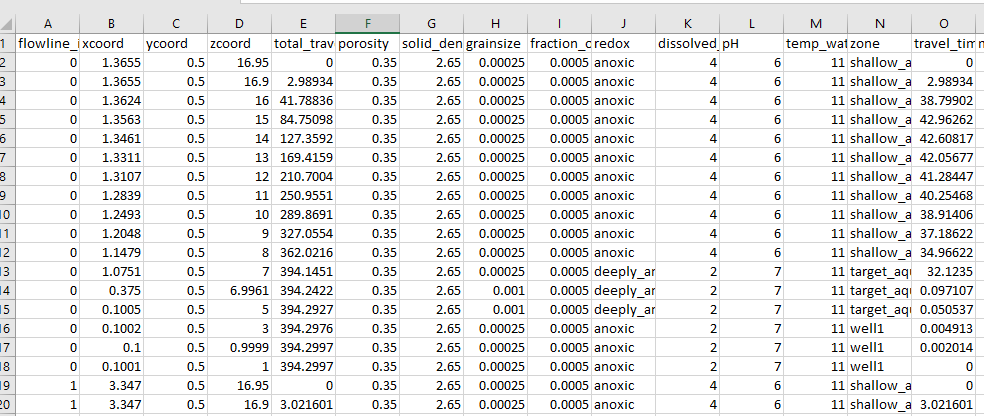 A B C D E F G H I J K L M N O
1 flowline_i xcoord ycoord zcoord total_trav porosity solid_den grainsize fraction_o redox dissolved_ pH temp_wat zone travel_tim
2 0 1.3655 0.5 16.95 0 0.35 2.65 0.00025 0.0005 anoxic 4 6 11 shallow_a 0
3 0 1.3655 0.5 16.9 2.98934 0.35 2.65 0.00025 0.0005 anoxic 4 6 11 shallow_a 2.98934
4 0 1.3624 0.5 16 41.78836 0.35 2.65 0.00025 0.0005 anoxic 4 6 11 shallow_a 38.79902
5 0 1.3563 0.5 15 84.75098 0.35 2.65 0.00025 0.0005 anoxic 4 6 11 shallow_a 42.96262
6 0 1.3461 0.5 14 127.3592 0.35 2.65 0.00025 0.0005 anoxic 4 6 11 shallow_a 42.60817
7 0 1.3311 0.5 13 169.4159 0.35 2.65 0.00025 0.0005 anoxic 4 6 11 shallow_a 42.05677
8 0 1.3107 0.5 12 210.7004 0.35 2.65 0.00025 0.0005 anoxic 4 6 11 shallow_a 41.28447
9 0 1.2839 0.5 11 250.9551 0.35 2.65 0.00025 0.0005 anoxic 4 6 11 shallow_a 40.25468
10 0 1.2493 0.5 10 289.8691 0.35 2.65 0.00025 0.0005 anoxic 4 6 11 shallow_a 38.91406
11 0 1.2048 0.5 9 327.0554 0.35 2.65 0.00025 0.0005 anoxic 4 6 11 shallow_a 37.18622
12 0 1.1479 0.5 8 362.0216 0.35 2.65 0.00025 0.0005 anoxic 4 6 11 shallow_a 34.96622
13 0 1.0751 0.5 7 394.1451 0.35 2.65 0.00025 0.0005 deeply_an 2 7 11 target_aqu 32.1235
14 0 0.375 0.5 6.9961 394.2422 0.35 2.65 0.001 0.0005 deeply_an 2 7 11 target_aqu 0.097107
15 0 0.1005 0.5 5 394.2927 0.35 2.65 0.001 0.0005 deeply_an 2 7 11 target_aqu 0.050537
16 0 0.1002 0.5 3 394.2976 0.35 2.65 0.00025 0.0005 anoxic 2 7 11 well1 0.004913
17 0 0.1 0.5 0.9999 394.2997 0.35 2.65 0.00025 0.0005 anoxic 2 7 11 well1 0.002014
18 0 0.1001 0.5 1 394.2997 0.35 2.65 0.00025 0.0005 anoxic 2 7 11 well1 0
19 1 3.347 0.5 16.95 0 0.35 2.65 0.00025 0.0005 anoxic 4 6 11 shallow_a 0
20 1 3.347 0.5 16.9 3.021601 0.35 2.65 0.00025 0.0005 anoxic 4 6 11 shallow_a 3.021601